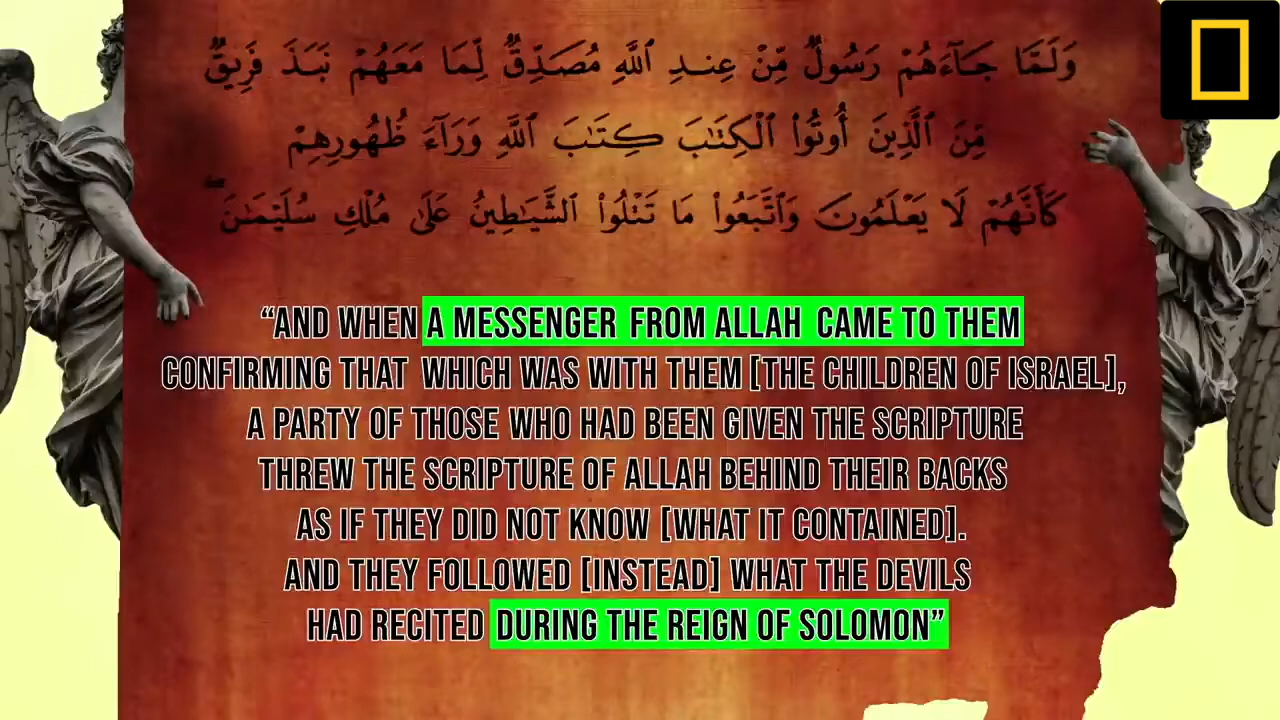 وَلَمَّا جَآءَهُمْ رَسُولٌ مِّنْ عِندِ ٱللَّهِ مُصَدِّقٌ لِّمَا مَعَهُمْ نَبَذَ فَرِيقٌ
مِّنَ ٱلَّذِينَ أُوتُوا۟ ٱلْكِتَٰبَ كِتَٰبَ ٱللَّهِ وَرَآءَ ظُهُورِهِمْ
كَأَنَّهُمْ لَا يَعْلَمُونَ وَٱتَّبَعُوا۟ مَا تَتْلُوا۟ ٱلشَّيَٰطِينُ عَلَىٰ مُلْكِ سُلَيْمَٰنَ ۖ
“AND WHEN A MESSENGER FROM ALLAH CAME TO THEM
CONFIRMING THAT WHICH WAS WITH THEM [THE CHILDREN OF ISRAEL],
A PARTY OF THOSE WHO HAD BEEN GIVEN THE SCRIPTURE
THREW THE SCRIPTURE OF ALLAH BEHIND THEIR BACKS
AS IF THEY DID NOT KNOW [WHAT IT CONTAINED].
AND THEY FOLLOWED [INSTEAD] WHAT THE DEVILS
HAD RECITED DURING THE REIGN OF SOLOMON”